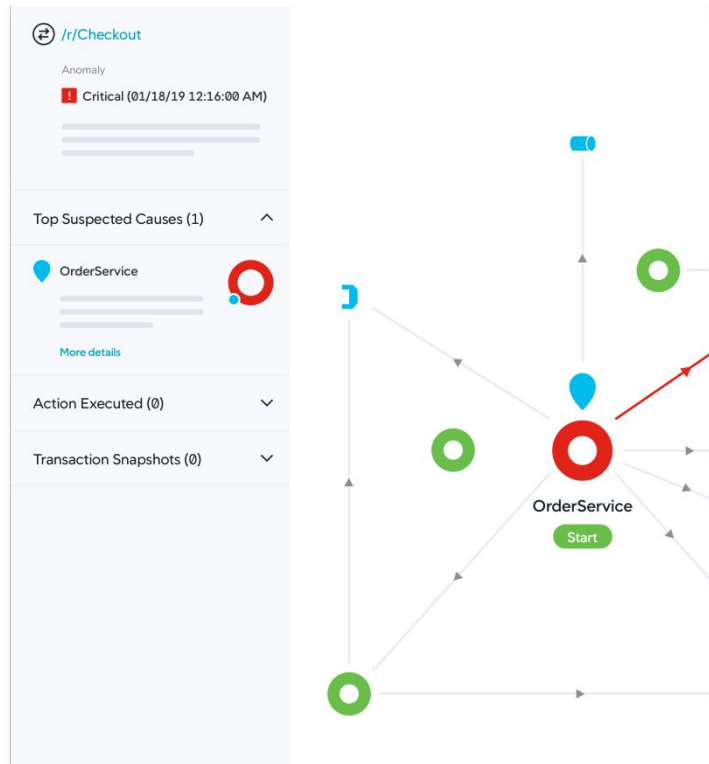 /r/Checkout
Anomaly
! Critical (01/18/19 12:16:00 AM)
Top Suspected Causes (1)
OrderService
More details
Action Executed (0)
Transaction Snapshots (0)
OrderService
Start